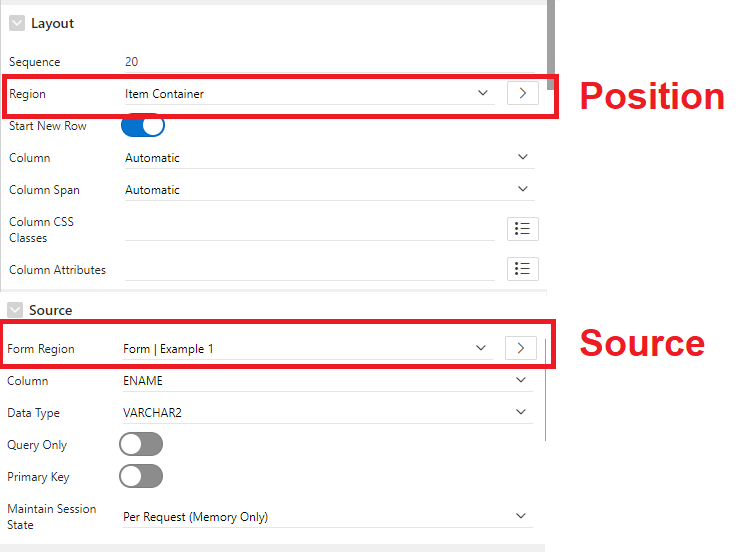 Layout
Sequence 20
Region Item Container Position
Start New Row
Column Automatic
Column Span Automatic
Column CSS
Classes
Column Attributes
Source
Form Region Form | Example 1 Source
Column ENAME
Data Type VARCHAR2
Query Only
Primary Key
Maintain Session
State Per Request (Memory Only)